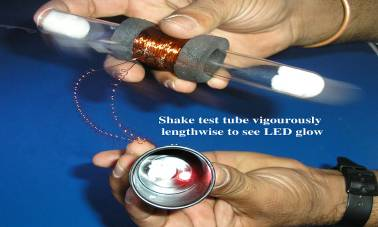 Shake test tube vigourously
lengthwise to see LED glow